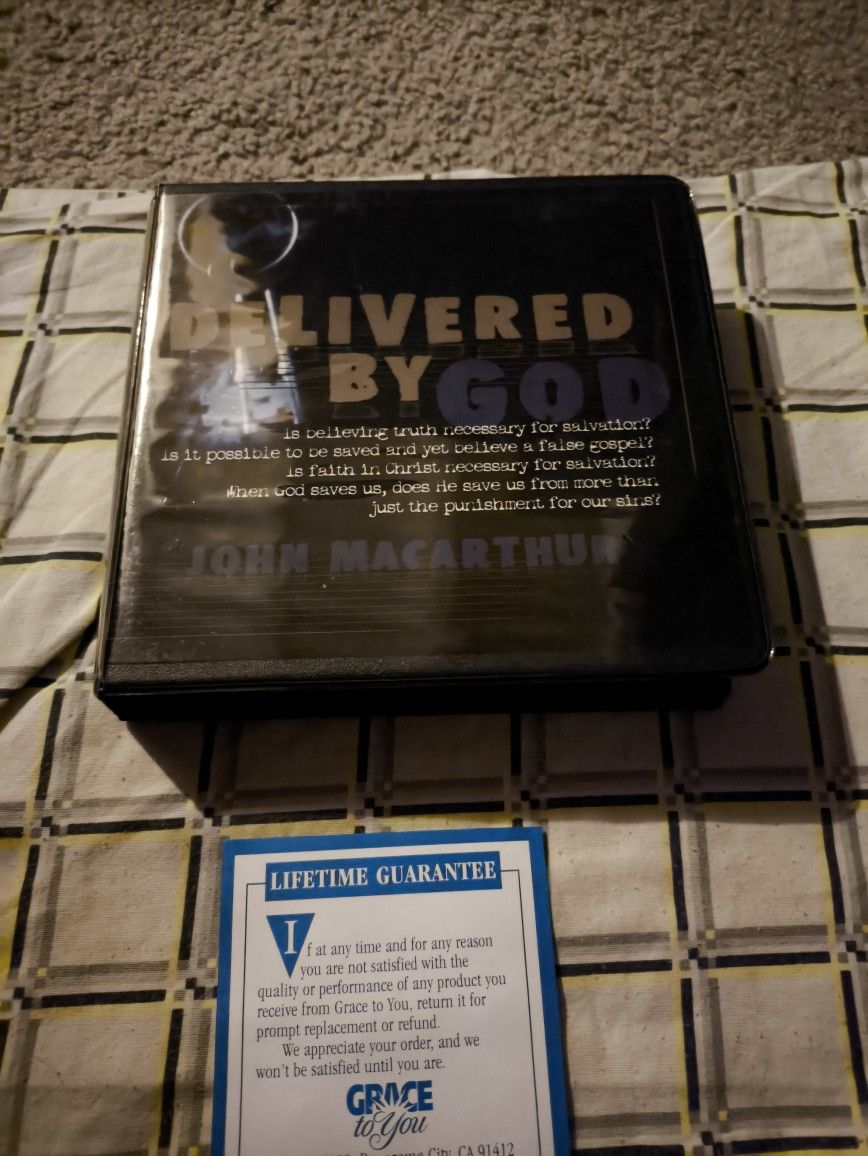 DELIVERED
BY GOD
Is believing truth necessary for salvation?
Is it possible to be saved and yet believe a false gospel?
Is faith in Christ necessary for salvation?
When God saves us, does He save us from more than
just the punishment for our sins?
JOHN MACARTHUR
LIFETIME GUARANTEE
If at any time and for any reason
you are not satisfied with the
quality or performance of any product you
receive from Grace to You, return it for
prompt replacement or refund.
We appreciate your order, and we
won't be satisfied until you are.
GRACE
to You
City, CA 91412